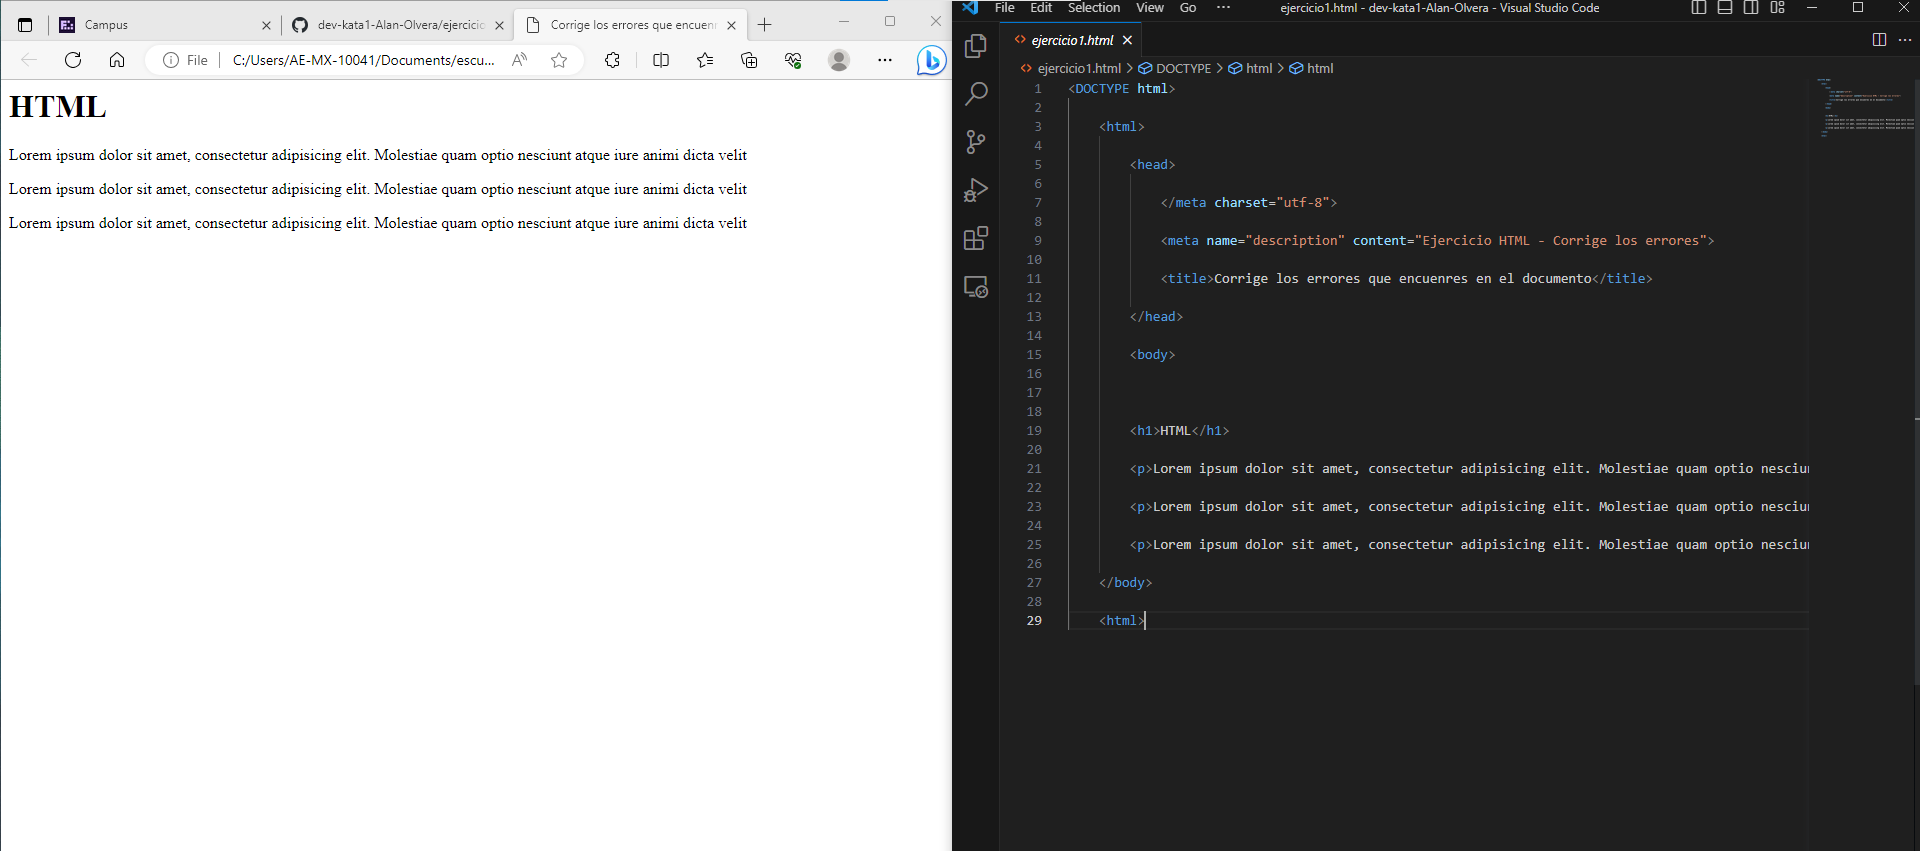 Campus
dev-kata1-Alan-Olvera/ejercicio
Corrige los errores que encuen
File
C:/Users/AE-MX-10041/Documents/escu...
HTML
Lorem ipsum dolor sit amet, consectetur adipisicing elit. Molestiae quam optio nesciunt atque iure animi dicta velit
Lorem ipsum dolor sit amet, consectetur adipisicing elit. Molestiae quam optio nesciunt atque iure animi dicta velit
Lorem ipsum dolor sit amet, consectetur adipisicing elit. Molestiae quam optio nesciunt atque iure animi dicta velit
File Edit Selection View Go ··· ejercicio1.html - dev-kata1-Alan-Olvera - Visual Studio Code
ejercicio1.html
ejercicio1.html > DOCTYPE > html > html
1 <DOCTYPE html>
2
3 <html>
4
5 <head>
6
7 </meta charset="utf-8">
8
9 <meta name="description" content="Ejercicio HTML - Corrige los errores">
10
11 <title>Corrige los errores que encuenres en el documento</title>
12
13 </head>
14
15 <body>
16
17
18
19 <h1>HTML</h1>
20
21 <p>Lorem ipsum dolor sit amet, consectetur adipisicing elit. Molestiae quam optio nesciu
22
23 <p>Lorem ipsum dolor sit amet, consectetur adipisicing elit. Molestiae quam optio nesciu
24
25 <p>Lorem ipsum dolor sit amet, consectetur adipisicing elit. Molestiae quam optio nesciu
26
27 </body>
28
29 <html>